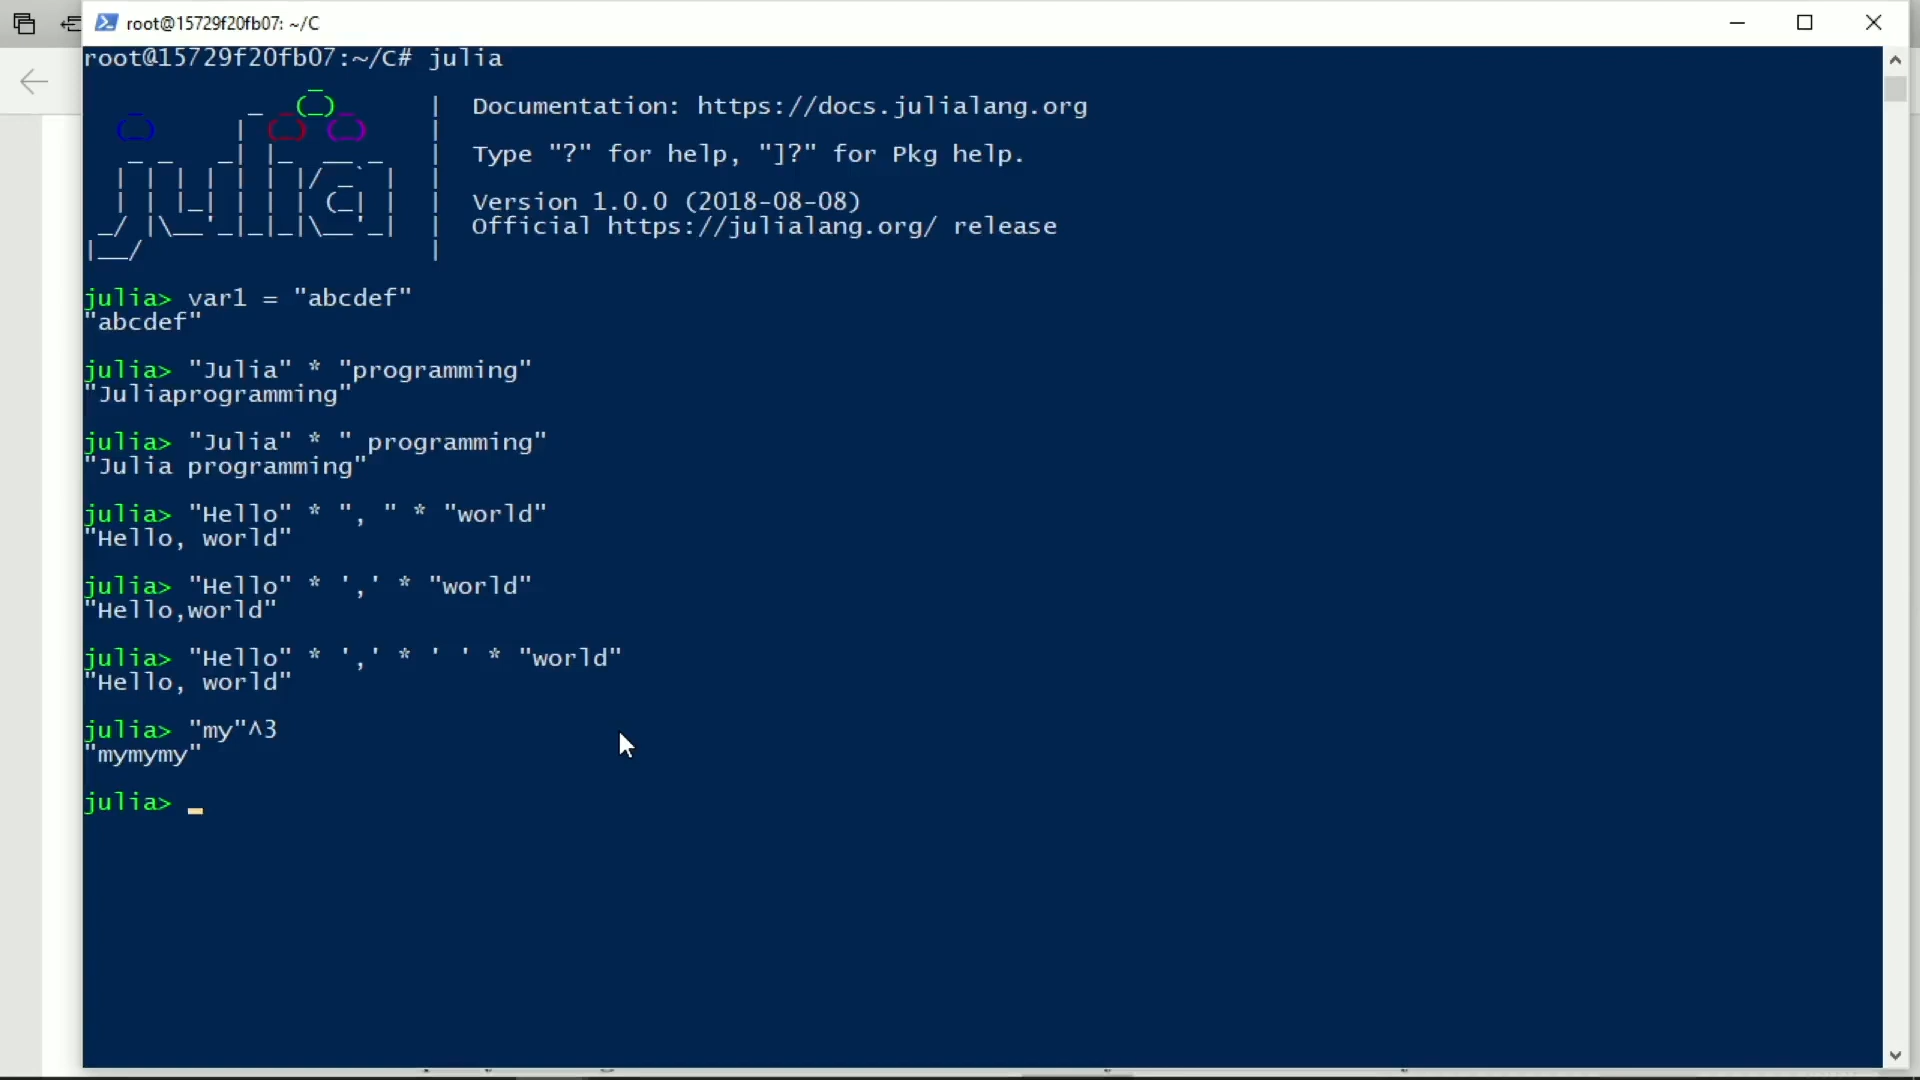 root@15729f20fb07: ~/C
root@15729f20fb07:~/C# julia
Documentation: https://docs.julialang.org
Type "?" for help, "]?" for Pkg help.
Version 1.0.0 (2018-08-08)
Official https://julialang.org/ release
julia> var1 = "abcdef"
"abcdef"
julia> "Julia" * "programming"
"Juliaprogramming"
julia> "Julia" * " programming"
"Julia programming"
julia> "Hello" * ", " * "world"
"Hello, world"
julia> "Hello" * ',' * "world"
"Hello,world"
julia> "Hello" * ',' * ' ' * "world"
"Hello, world"
julia> "my"^3
"mymymy"
julia>